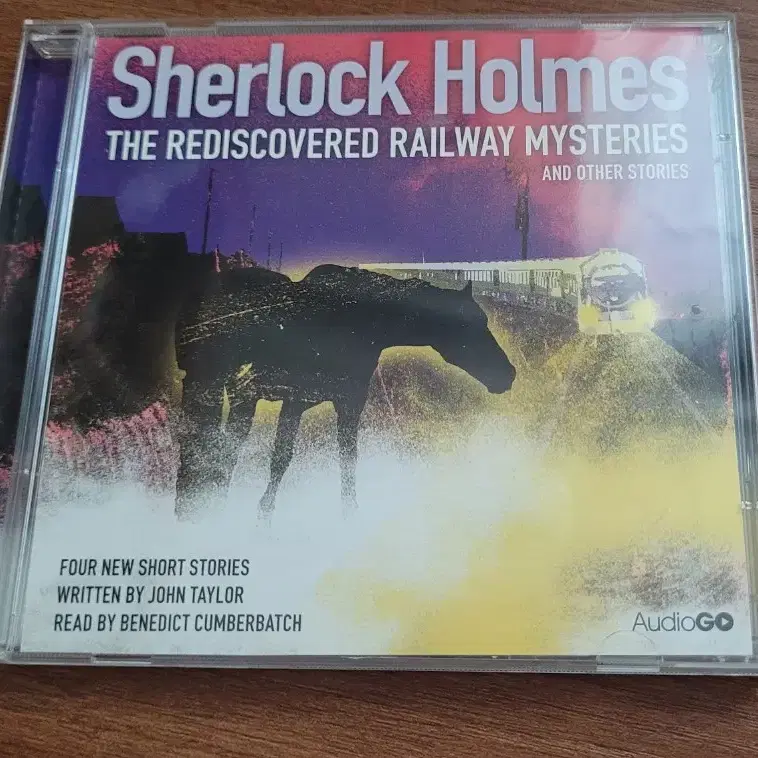 Sherlock Holmes
THE REDISCOVERED RAILWAY MYSTERIES
AND OTHER STORIES
FOUR NEW SHORT STORIES
WRITTEN BY JOHN TAYLOR
READ BY BENEDICT CUMBERBATCH
AudioGO